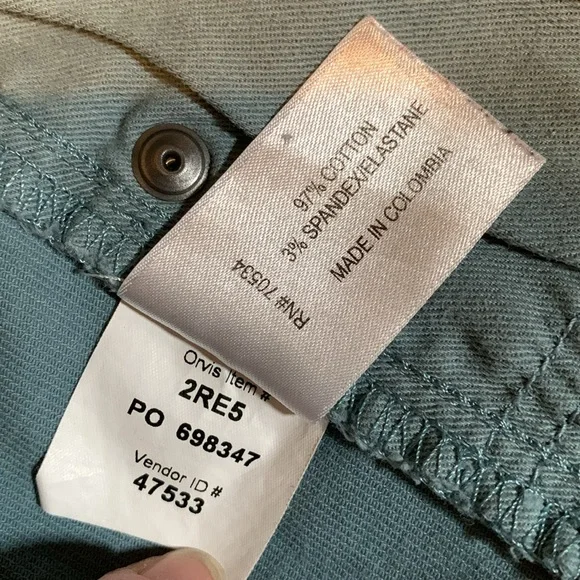 97% COTTON
3% SPANDEX/ELASTANE
MADE IN COLOMBIA
RN# 70534
Orvis Item #
2RE5
PO 698347
Vendor ID #
47533